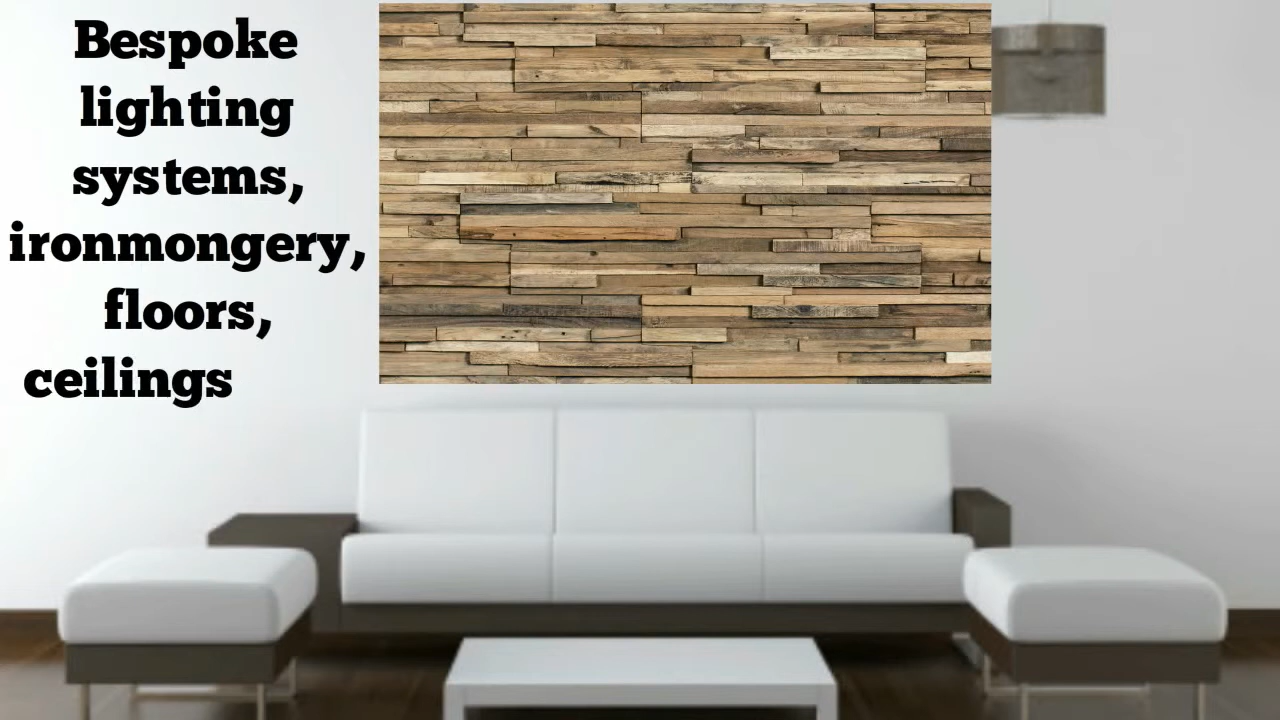 Bespoke
lighting
systems,
ironmongery,
floors,
ceilings